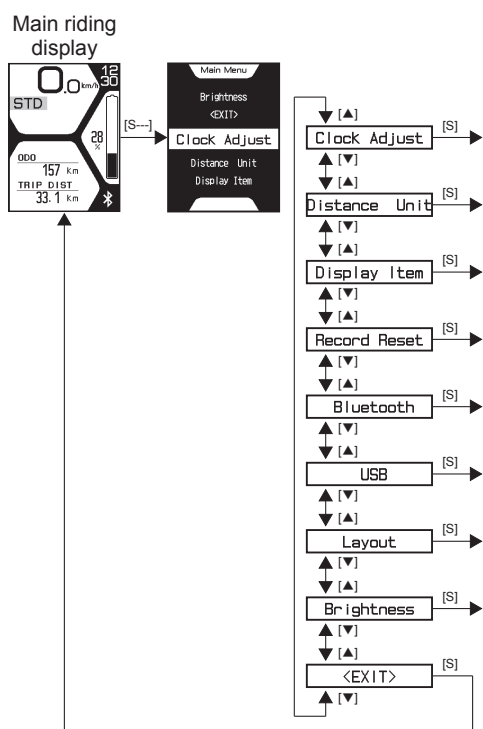 Main riding
display
0.0 km/h
12
30
STD
28
%
ODO
157 Km
TRIP DIST
33.1 Km
[S---]
Main Menu
Brightness
<EXIT>
Clock Adjust
Distance Unit
Display Item
[▲]
Clock Adjust [S]
[▼]
[▲]
Distance Unit [S]
[▼]
[▲]
Display Item [S]
[▼]
[▲]
Record Reset [S]
[▼]
[▲]
Bluetooth [S]
[▼]
[▲]
USB [S]
[▼]
[▲]
Layout [S]
[▼]
[▲]
Brightness [S]
[▼]
[▲]
<EXIT> [S]
[▼]